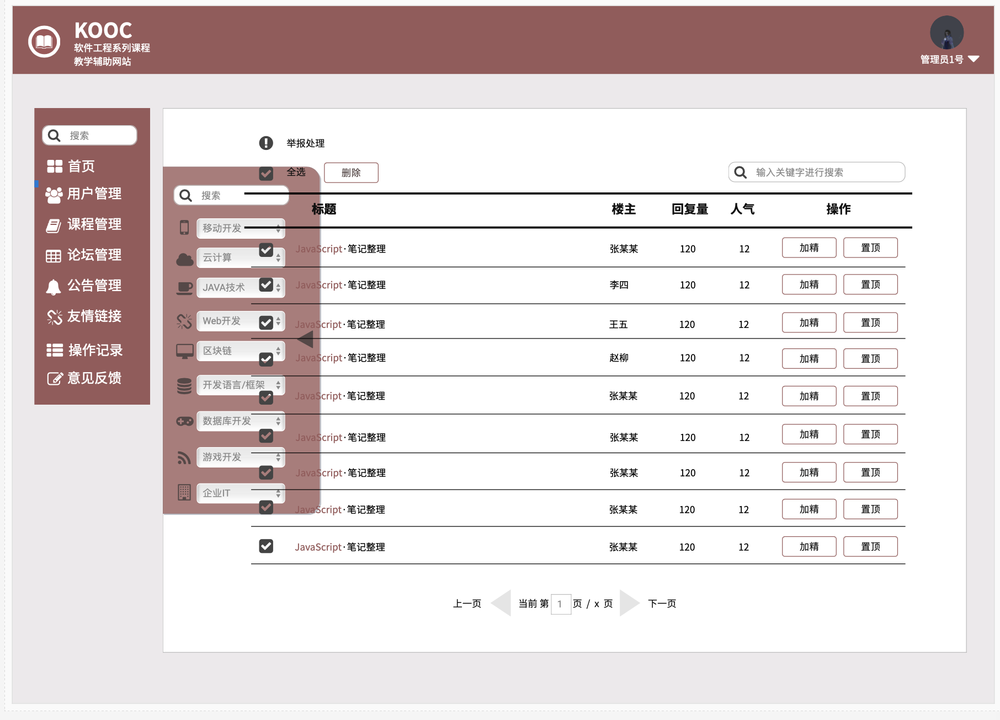 KOOC
软件工程系列课程
教学辅助网站
管理员1号
搜索
首页
用户管理
课程管理
论坛管理
公告管理
友情链接
操作记录
意见反馈
举报处理
全选 删除 输入关键字进行搜索
搜索
移动开发
云计算
JAVA技术
Web开发
区块链
开发语言/框架
数据库开发
游戏开发
企业IT
标题 楼主 回复量 人气 操作
JavaScript·笔记整理 张某某 120 12 加精 置顶
JavaScript·笔记整理 李四 120 12 加精 置顶
JavaScript·笔记整理 王五 120 12 加精 置顶
JavaScript·笔记整理 赵柳 120 12 加精 置顶
JavaScript·笔记整理 张某某 120 12 加精 置顶
JavaScript·笔记整理 张某某 120 12 加精 置顶
JavaScript·笔记整理 张某某 120 12 加精 置顶
JavaScript·笔记整理 张某某 120 12 加精 置顶
JavaScript·笔记整理 张某某 120 12 加精 置顶
上一页 当前 第 1 页 / x 页 下一页